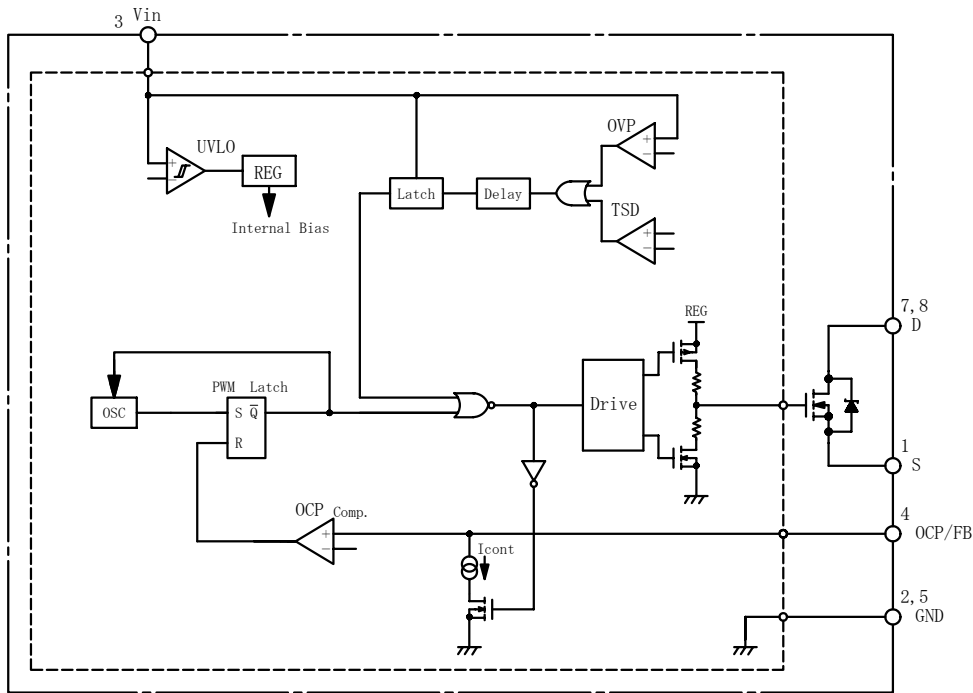 3 Vin
OVP
+
−
UVLO
+
−
REG
Latch
Delay
TSD
+
−
Internal Bias
REG
7,8
D
PWM Latch
OSC
S Q̅
R
Drive
1
S
OCP Comp.
+
−
4
OCP/FB
Icont
2,5
GND